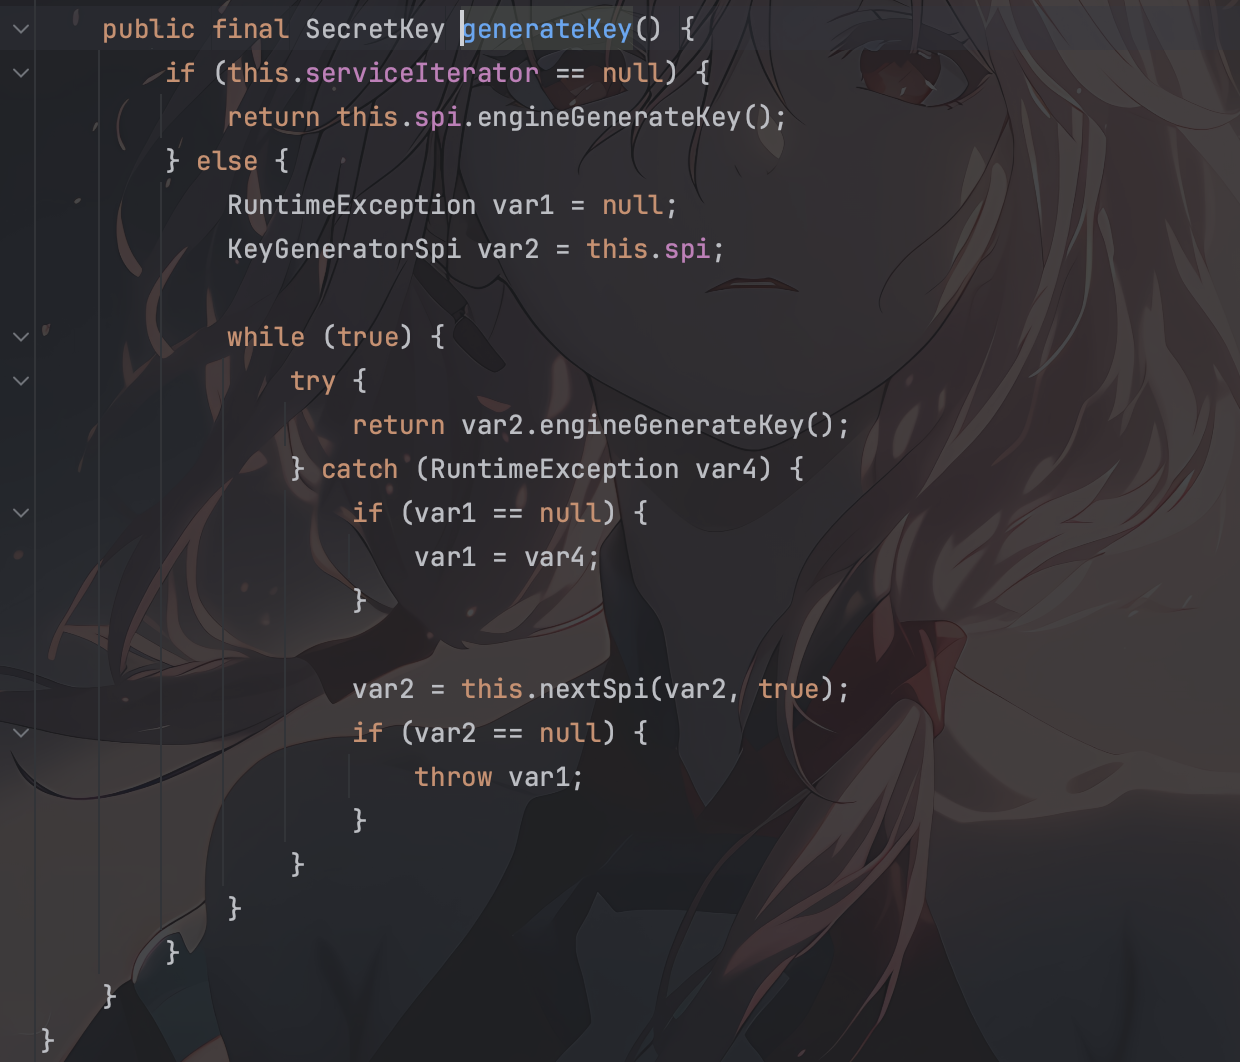 public final SecretKey generateKey() {
if (this.serviceIterator == null) {
return this.spi.engineGenerateKey();
} else {
RuntimeException var1 = null;
KeyGeneratorSpi var2 = this.spi;
while (true) {
try {
return var2.engineGenerateKey();
} catch (RuntimeException var4) {
if (var1 == null) {
var1 = var4;
}
var2 = this.nextSpi(var2, true);
if (var2 == null) {
throw var1;
}
}
}
}
}
}